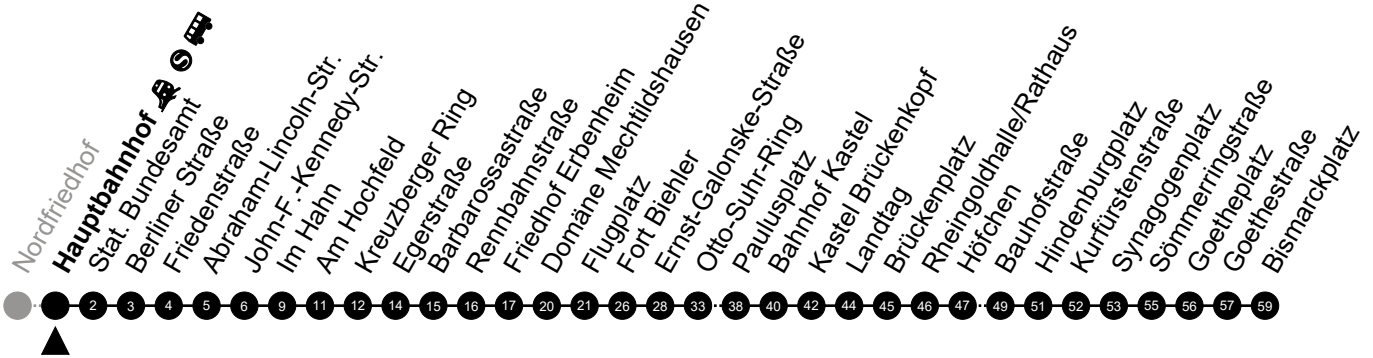 Nordfriedhof
Hauptbahnhof S
Stat. Bundesamt
Berliner Straße
Friedenstraße
Abraham-Lincoln-Str.
John-F.-Kennedy-Str.
Im Hahn
Am Hochfeld
Kreuzberger Ring
Egerstraße
Barbarossastraße
Rennbahnstraße
Friedhof Erbenheim
Domäne Mechtildshausen
Flugplatz
Fort Biehler
Ernst-Galonske-Straße
Otto-Suhr-Ring
Paulusplatz
Bahnhof Kastel
Kastel Brückenkopf
Landtag
Brückenplatz
Rheingoldhalle/Rathaus
Höfchen
Bauhofstraße
Hindenburgplatz
Kurfürstenstraße
Synagogenplatz
Sömmerringstraße
Goetheplatz
Goethestraße
Bismarckplatz
2 3 4 5 6 9 11 12 14 15 16 17 20 21 26 28 33 38 40 42 44 45 46 47 49 51 52 53 55 56 57 59